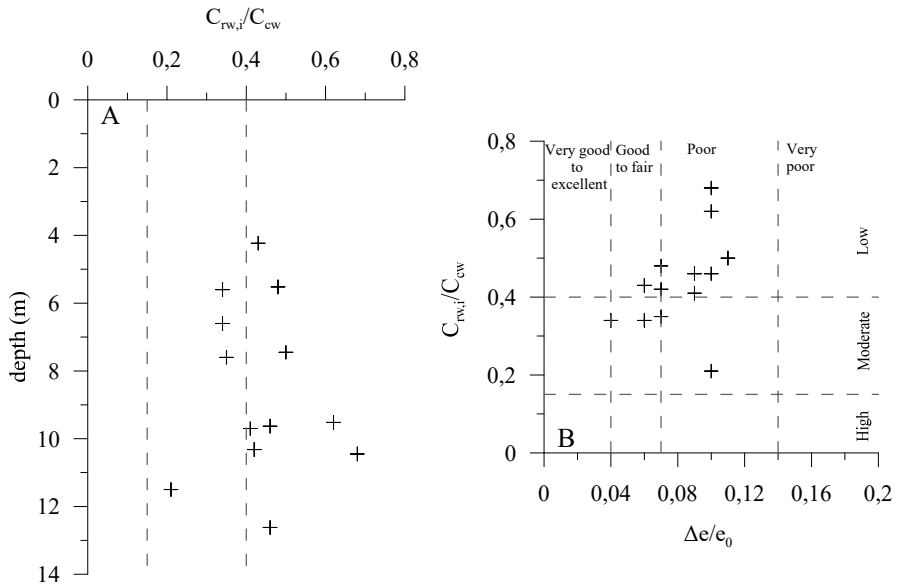 C_rw,i/C_cw
0 0,2 0,4 0,6 0,8
A
0
2
4
6
8
10
12
14
depth (m)
Very good
to
excellent
Good
to fair
Poor
Very
poor
0,8
0,6
0,4
0,2
0
C_rw,i/C_cw
Low
Moderate
High
B
0 0,04 0,08 0,12 0,16 0,2
Δe/e_0